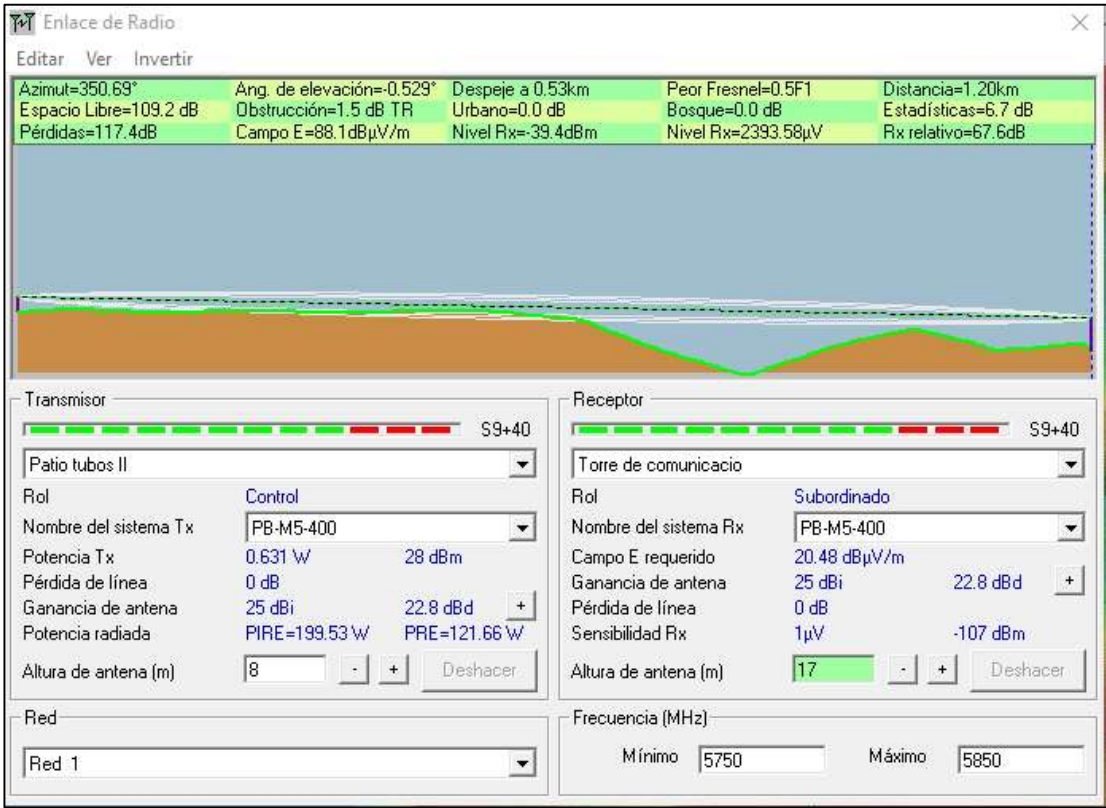 Enlace de Radio
Editar Ver Invertir
Azimut=350.69° Ang. de elevación=-0.529° Despeje a 0.53km Peor Fresnel=0.5F1 Distancia=1.20km
Espacio Libre=109.2 dB Obstrucción=1.5 dB TR Urbano=0.0 dB Bosque=0.0 dB Estadísticas=6.7 dB
Pérdidas=117.4dB Campo E=88.1dBµV/m Nivel Rx=-39.4dBm Nivel Rx=2393.58µV Rx relativo=67.6dB
Transmisor
S9+40
Patio tubos II
Rol Control
Nombre del sistema Tx PB-M5-400
Potencia Tx 0.631 W 28 dBm
Pérdida de línea 0 dB
Ganancia de antena 25 dBi 22.8 dBd +
Potencia radiada PIRE=199.53 W PRE=121.66 W
Altura de antena (m) 8 - + Deshacer
Red
Red 1
Receptor
S9+40
Torre de comunicacio
Rol Subordinado
Nombre del sistema Rx PB-M5-400
Campo E requerido 20.48 dBµV/m
Ganancia de antena 25 dBi 22.8 dBd +
Pérdida de línea 0 dB
Sensibilidad Rx 1µV -107 dBm
Altura de antena (m) 17 - + Deshacer
Frecuencia (MHz)
Mínimo 5750 Máximo 5850